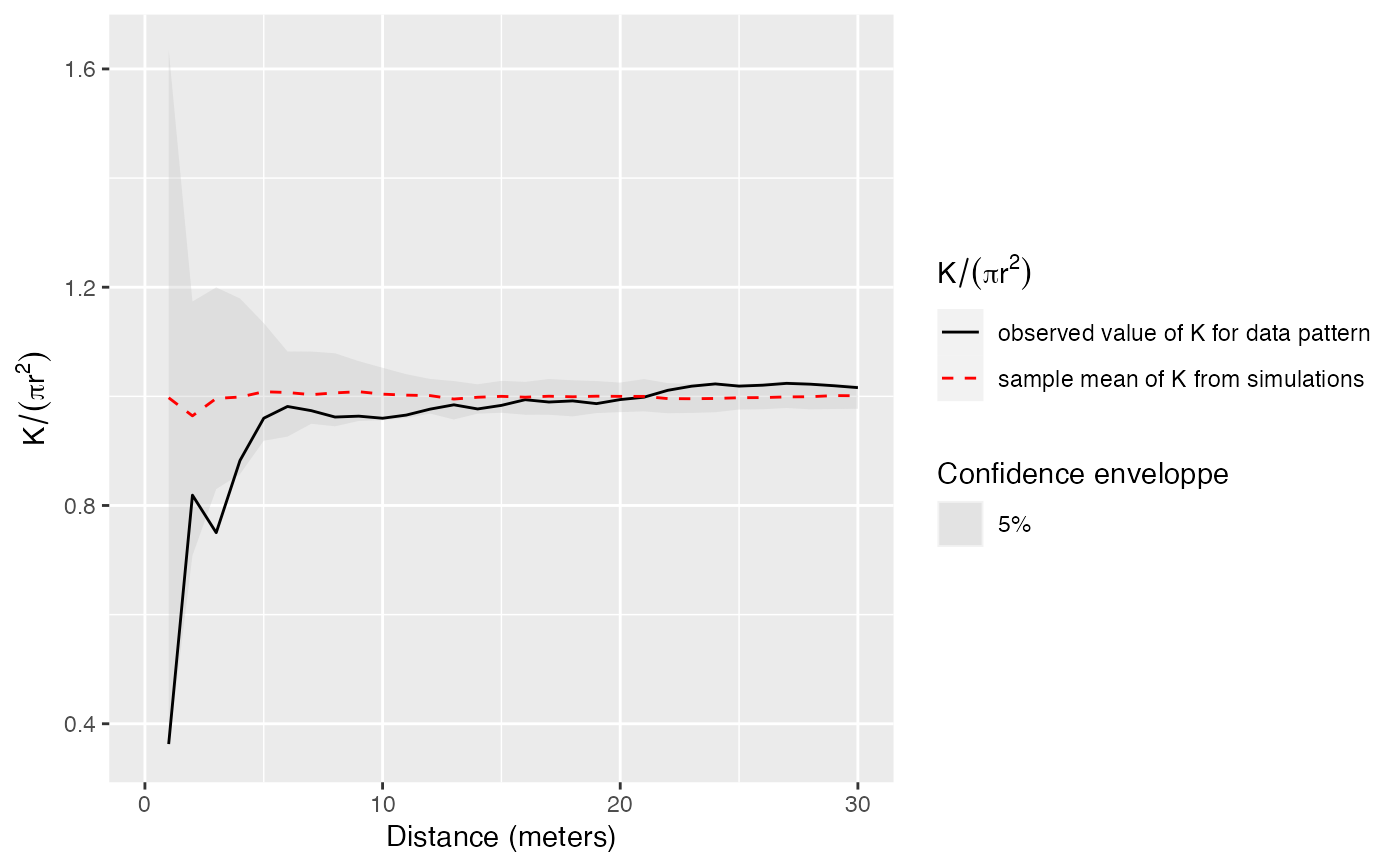 1.6
1.2
0.8
0.4
K/(πr²)
0
10
20
30
Distance (meters)
K/(πr²)
observed value of K for data pattern
sample mean of K from simulations
Confidence enveloppe
5%